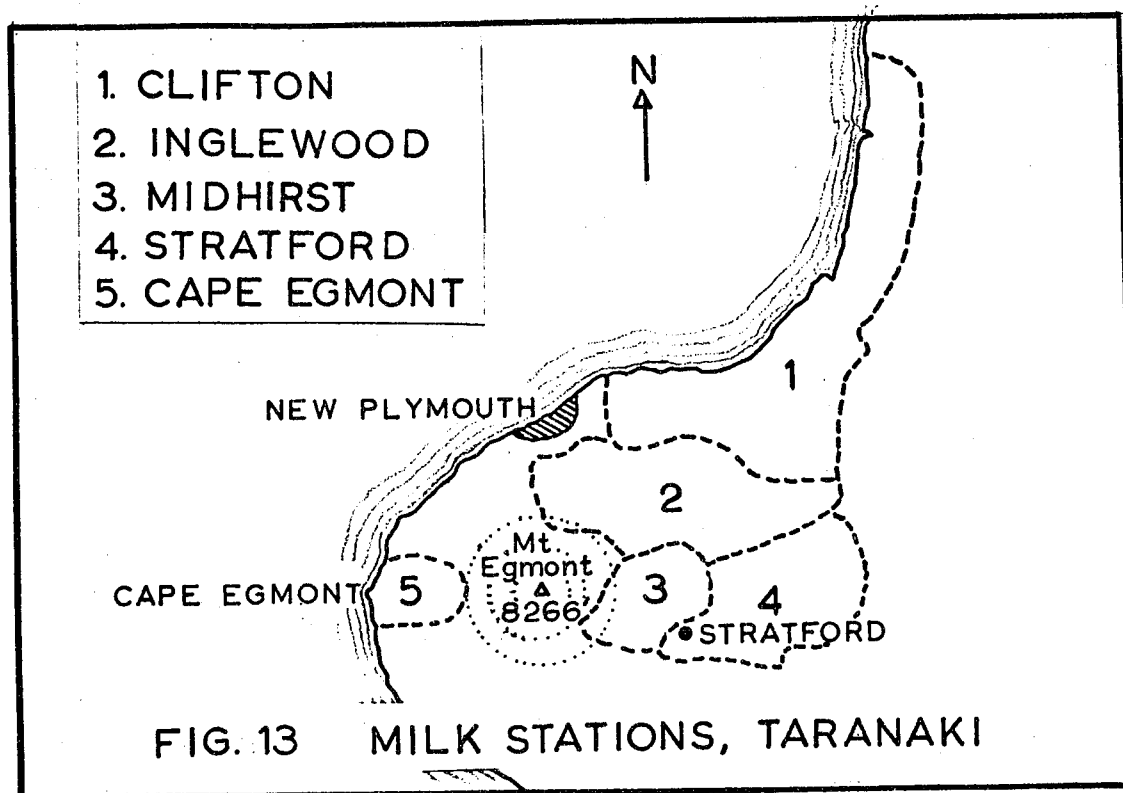 1. CLIFTON
2. INGLEWOOD
3. MIDHIRST
4. STRATFORD
5. CAPE EGMONT
N
1
NEW PLYMOUTH
2
Mt
Egmont
8266'
CAPE EGMONT
5
3
4
STRATFORD
FIG. 13 MILK STATIONS, TARANAKI